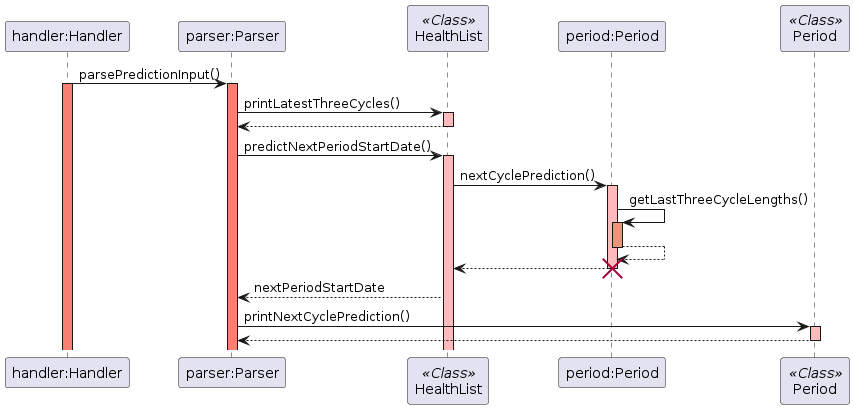 handler:Handler
parser:Parser
«Class»
HealthList
period:Period
«Class»
Period
parsePredictionInput()
printLatestThreeCycles()
predictNextPeriodStartDate()
nextCyclePrediction()
getLastThreeCycleLengths()
nextPeriodStartDate
printNextCyclePrediction()
handler:Handler
parser:Parser
«Class»
HealthList
period:Period
«Class»
Period